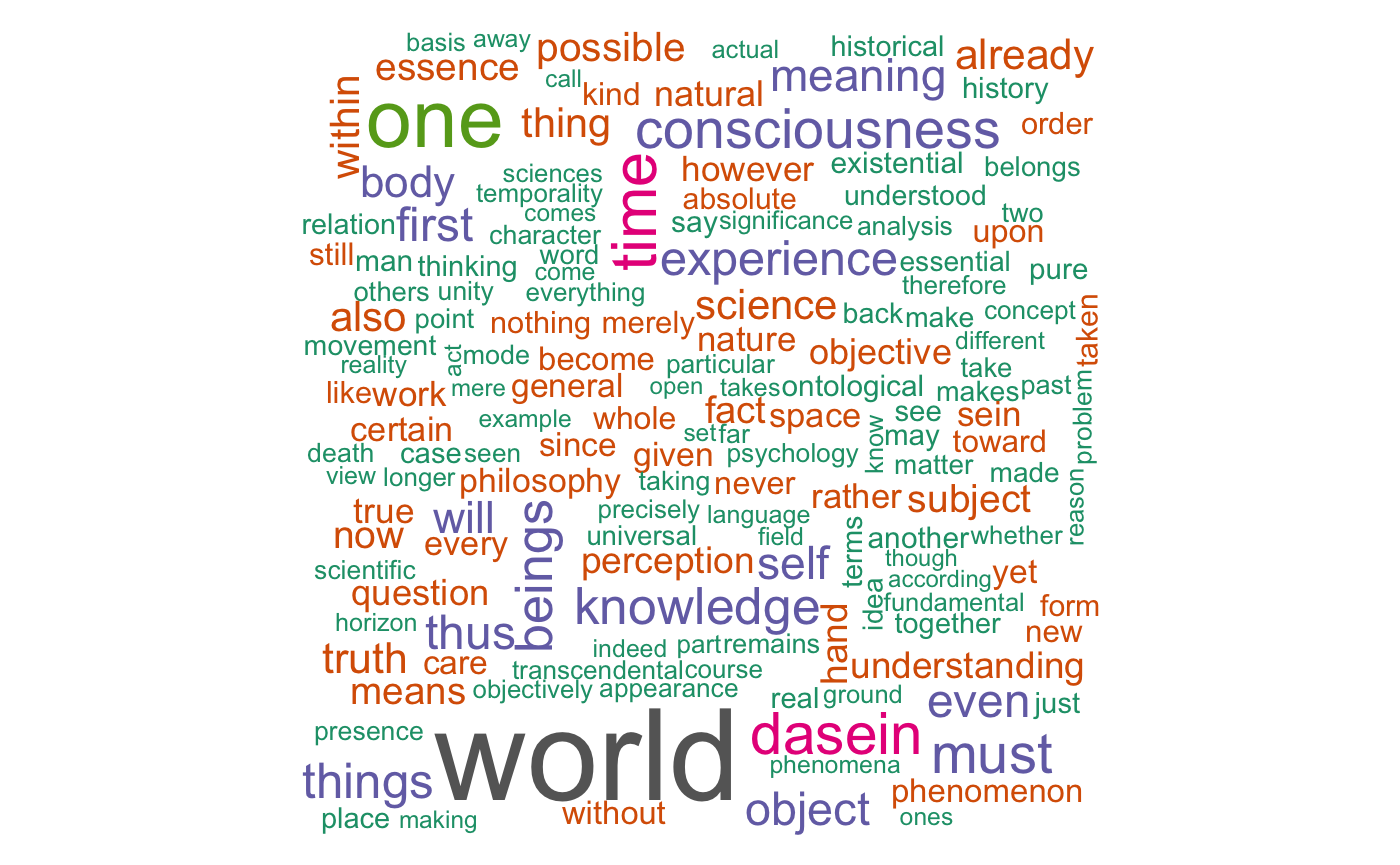 basis away possible actual historical already
essence call kind natural meaning history
within one thing consciousness order
body sciences time however existential belongs
temporality absolute understood
relation first comes say significance analysis two
character upon
still man thinking word come experience essential pure
others unity everything therefore
also point nothing merely science back make concept taken
movement act mode become nature objective different
reality particular take
like work mere general open takes ontological makes past problem
certain example whole fact space know see sein
death case seen since set far given psychology may toward
view longer philosophy taking never matter made
true will beings precisely language rather subject reason
now every universal field terms another whether
scientific perception self though
question knowledge idea according yet
horizon thus hand fundamental form
indeed part remains together new
truth care transcendental course understanding
means objectively appearance real ground even just
presence world dasein must
things phenomena
place making without object phenomenon ones